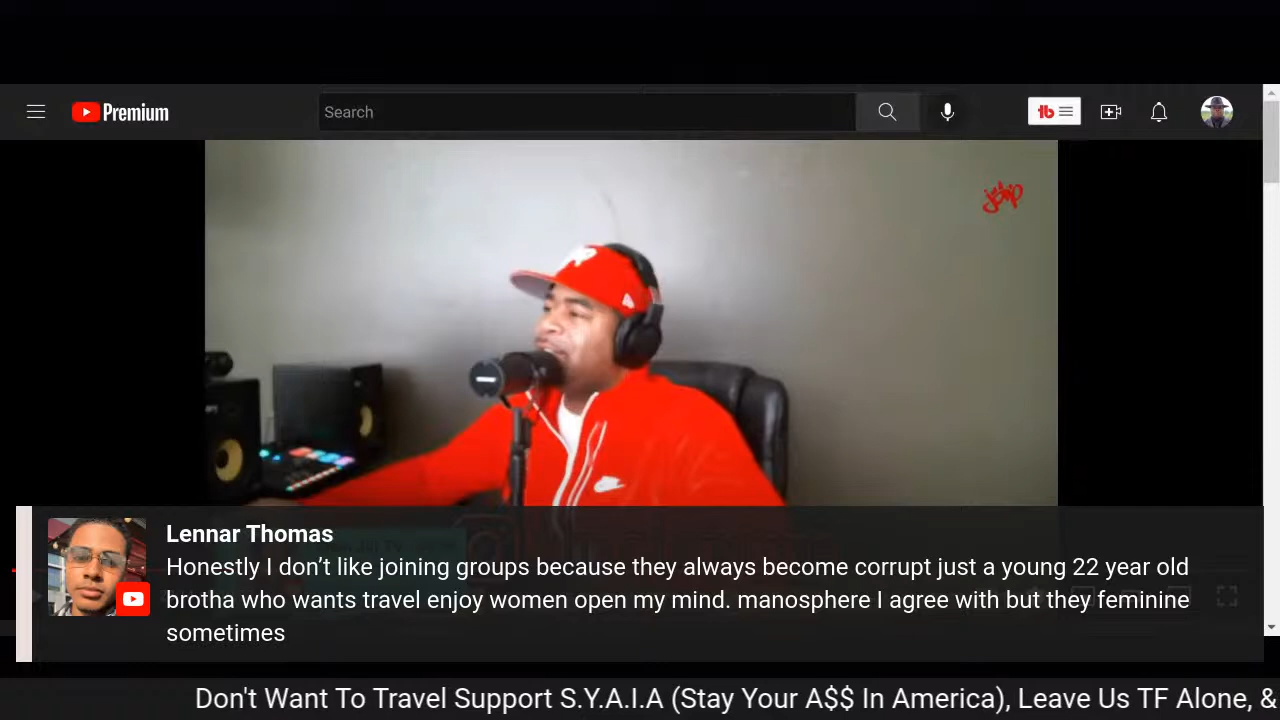 Premium
Search
tb
jship
Lennar Thomas
Honestly I don’t like joining groups because they always become corrupt just a young 22 year old
brotha who wants travel enjoy women open my mind. manosphere I agree with but they feminine
sometimes
Don't Want To Travel Support S.Y.A.I.A (Stay Your A$$ In America), Leave Us TF Alone, &